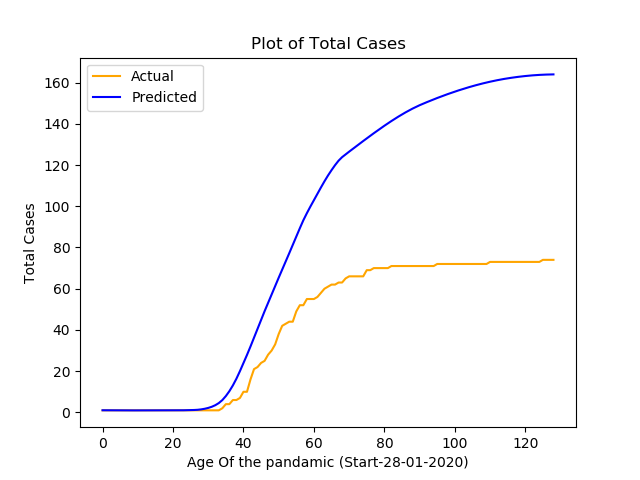 Plot of Total Cases
Actual
Predicted
160
140
120
100
80
60
40
20
0
Total Cases
0 20 40 60 80 100 120
Age Of the pandamic (Start-28-01-2020)